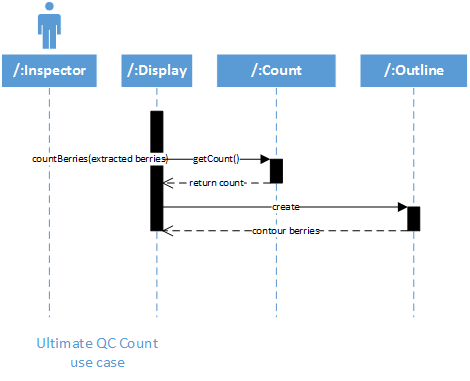 /:Inspector
/:Display
/:Count
/:Outline
countBerries(extracted berries)
getCount()
return count
create
contour berries
Ultimate QC Count
use case